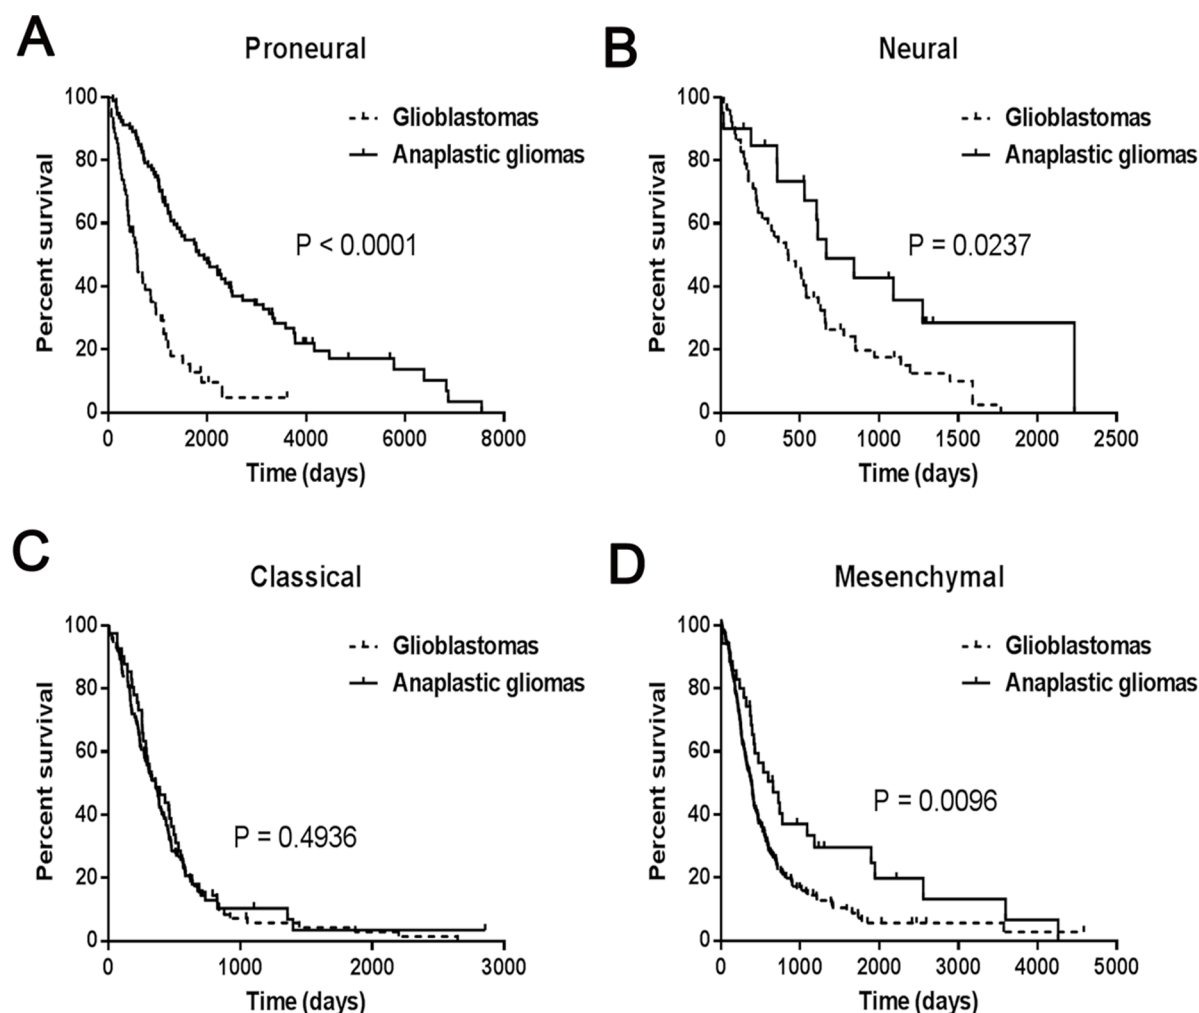 A
Proneural
Glioblastomas
Anaplastic gliomas
P < 0.0001
Percent survival
100
80
60
40
20
0
0 2000 4000 6000 8000
Time (days)
B
Neural
Glioblastomas
Anaplastic gliomas
P = 0.0237
Percent survival
100
80
60
40
20
0
0 500 1000 1500 2000 2500
Time (days)
C
Classical
Glioblastomas
Anaplastic gliomas
P = 0.4936
Percent survival
100
80
60
40
20
0
0 1000 2000 3000
Time (days)
D
Mesenchymal
Glioblastomas
Anaplastic gliomas
P = 0.0096
Percent survival
100
80
60
40
20
0
0 1000 2000 3000 4000 5000
Time (days)